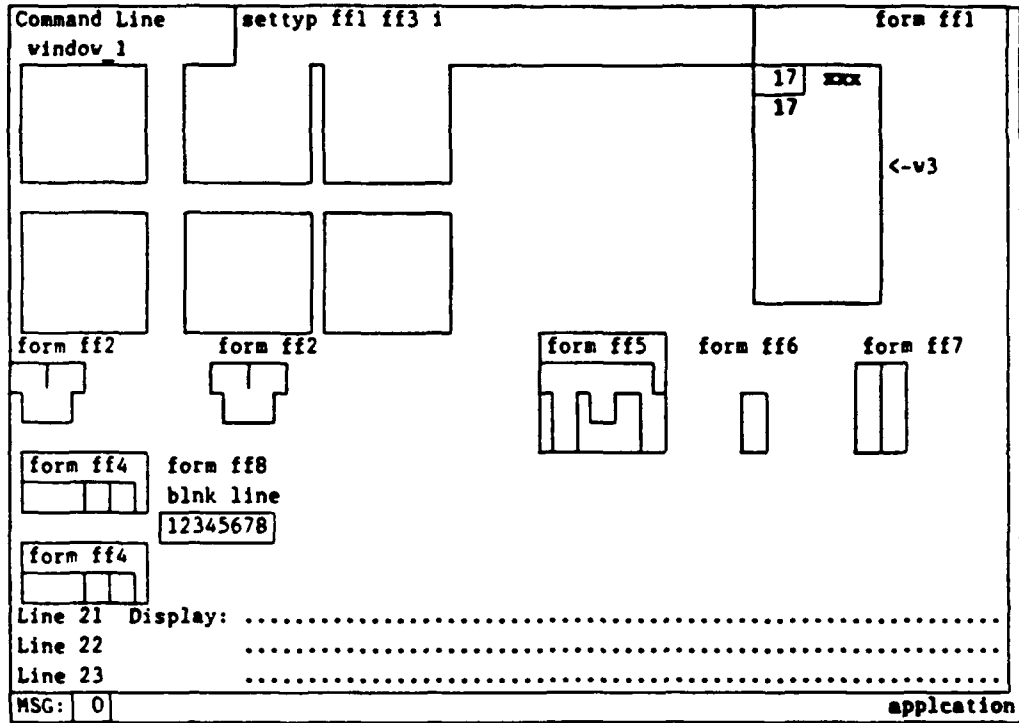 Command Line settyp ff1 ff3 i form ff1
window_1
17 xxx
17
<-w3
form ff2 form ff2 form ff5 form ff6 form ff7
form ff4 form ff8
blnk line
12345678
form ff4
Line 21 Display: ............................................................
Line 22 ............................................................
Line 23 ............................................................
MSG: 0 applcation